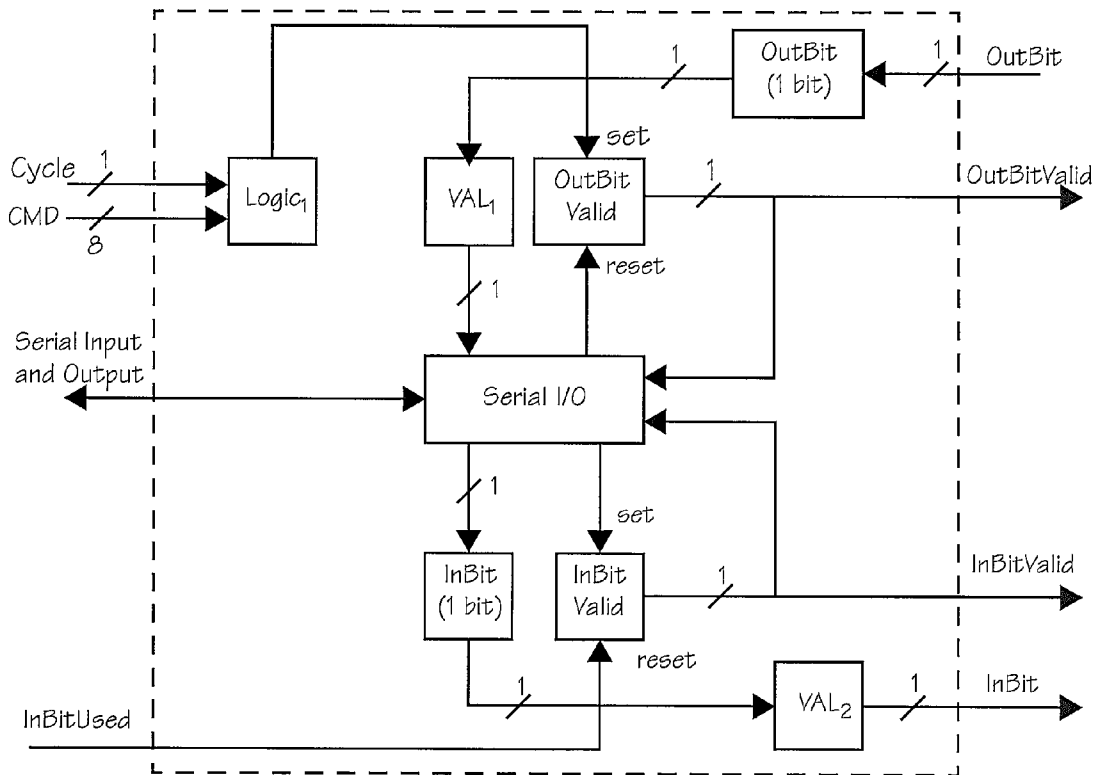 1
OutBit
(1 bit)
1
OutBit
set
Cycle
1
CMD
8
Logic1
VAL1
OutBit
Valid
1
OutBitValid
reset
1
Serial Input
and Output
Serial I/O
1
set
InBit
(1 bit)
InBit
Valid
1
InBitValid
reset
1
VAL2
1
InBit
InBitUsed